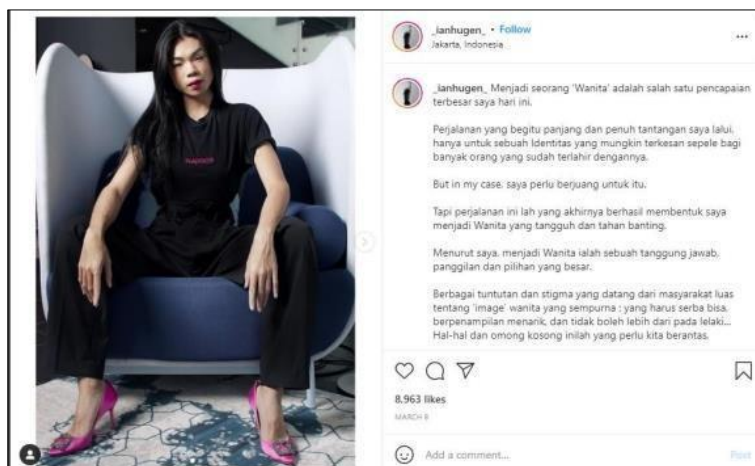 _ianhugen_ • Follow
Jakarta, Indonesia
_ianhugen_ Menjadi seorang 'Wanita' adalah salah satu pencapaian
terbesar saya hari ini.
Perjalanan yang begitu panjang dan penuh tantangan saya lalui,
hanya untuk sebuah Identitas yang mungkin terkesan sepele bagi
banyak orang yang sudah terlahir dengannya.
But in my case, saya perlu berjuang untuk itu.
Tapi perjalanan ini lah yang akhirnya berhasil membentuk saya
menjadi Wanita yang tangguh dan tahan banting.
Menurut saya, menjadi Wanita ialah sebuah tanggung jawab,
panggilan dan pilihan yang besar.
Berbagai tuntutan dan stigma yang datang dari masyarakat luas
tentang 'image' wanita yang sempurna ; yang harus serba bisa,
berpenampilan menarik, dan tidak boleh lebih dari pada lelaki...
Hal-hal dan omong kosong inilah yang perlu kita berantas.
8.963 likes
MARCH 8
Add a comment...
Post